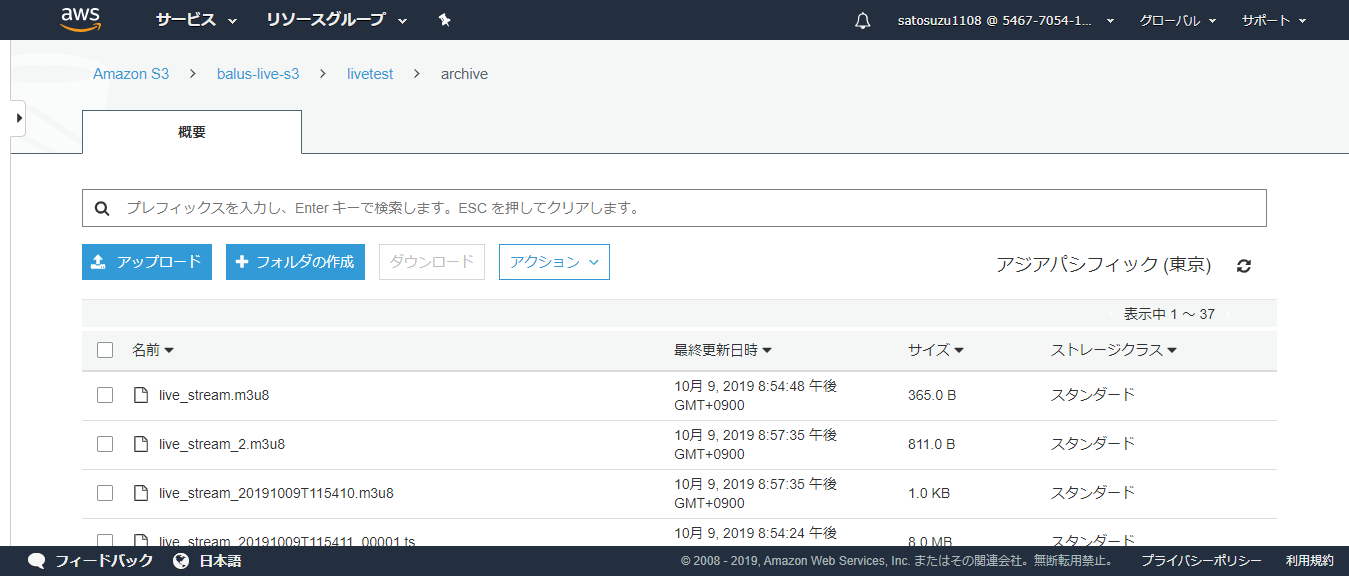 aws サービス リソースグループ satosuzu1108 @ 5467-7054-1... グローバル サポート
Amazon S3 > balus-live-s3 > livetest > archive
概要
プレフィックスを入力し、Enter キーで検索します。ESC を押してクリアします。
アップロード フォルダの作成 ダウンロード アクション アジアパシフィック (東京)
表示中 1 ～ 37
名前 最終更新日時 サイズ ストレージクラス
live_stream.m3u8 10月 9, 2019 8:54:48 午後 GMT+0900 365.0 B スタンダード
live_stream_2.m3u8 10月 9, 2019 8:57:35 午後 GMT+0900 811.0 B スタンダード
live_stream_20191009T115410.m3u8 10月 9, 2019 8:57:35 午後 GMT+0900 1.0 KB スタンダード
live_stream_20191009T115411_00001.ts 10月 9, 2019 8:54:24 午後 8.0 MB スタンダード
フィードバック 日本語 © 2008 - 2019, Amazon Web Services, Inc. またはその関連会社。無断転用禁止。 プライバシーポリシー 利用規約